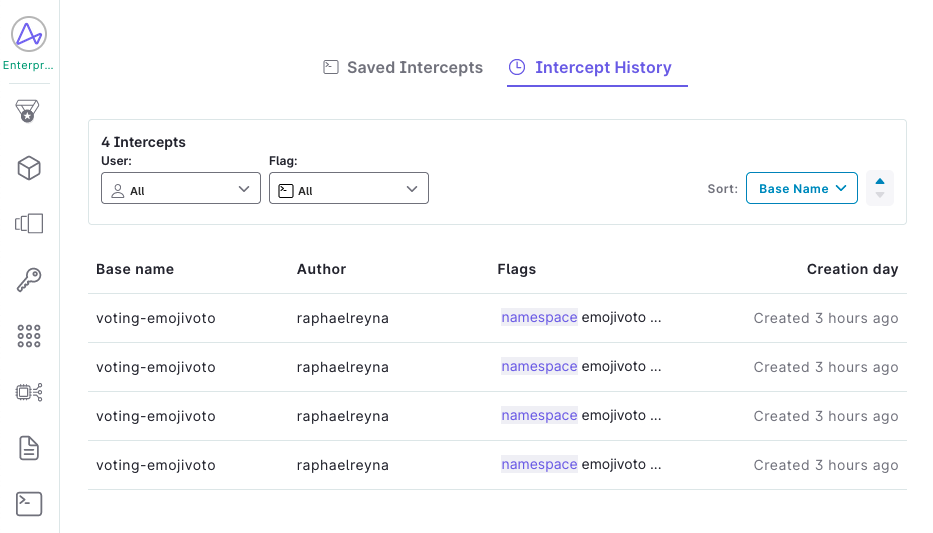 Enterpr...
Saved Intercepts
Intercept History
4 Intercepts
User:
Flag:
All
All
Sort:
Base Name
Base name Author Flags Creation day
voting-emojivoto raphaelreyna namespace emojivoto ... Created 3 hours ago
voting-emojivoto raphaelreyna namespace emojivoto ... Created 3 hours ago
voting-emojivoto raphaelreyna namespace emojivoto ... Created 3 hours ago
voting-emojivoto raphaelreyna namespace emojivoto ... Created 3 hours ago